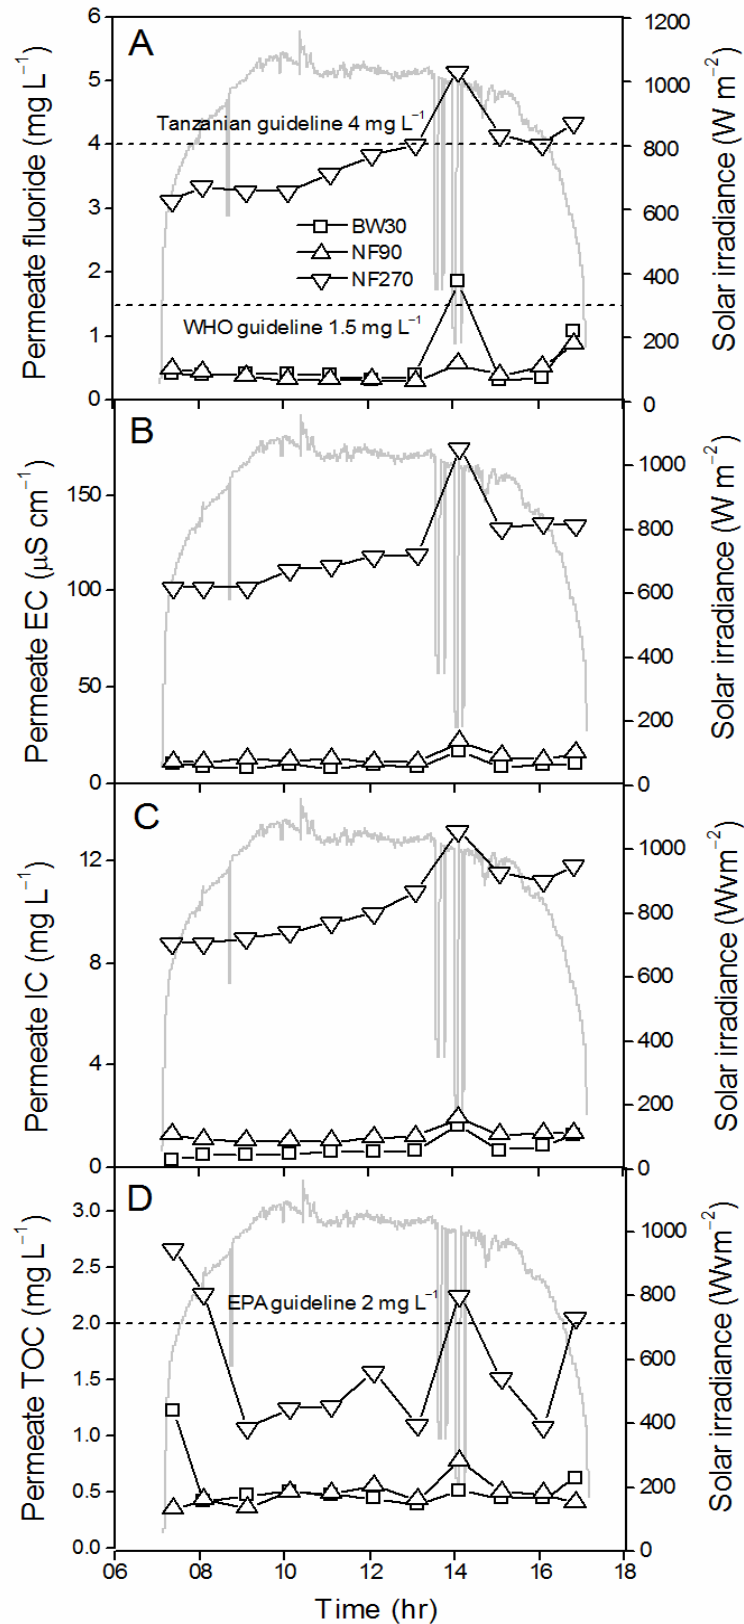 A
Permeate fluoride (mg L⁻¹)
6
5
4
3
2
1
0
Tanzanian guideline 4 mg L⁻¹
BW30
NF90
NF270
WHO guideline 1.5 mg L⁻¹
1200
1000
800
600
400
200
0
Solar irradiance (W m⁻²)
B
Permeate EC (µS cm⁻¹)
150
100
50
0
1000
800
600
400
200
0
Solar irradiance (W m⁻²)
C
Permeate IC (mg L⁻¹)
12
8
4
0
1000
800
600
400
200
0
Solar irradiance (Wvm⁻²)
D
Permeate TOC (mg L⁻¹)
3.0
2.5
2.0
1.5
1.0
0.5
0.0
EPA guideline 2 mg L⁻¹
1000
800
600
400
200
0
Solar irradiance (Wvm⁻²)
06 08 10 12 14 16 18
Time (hr)